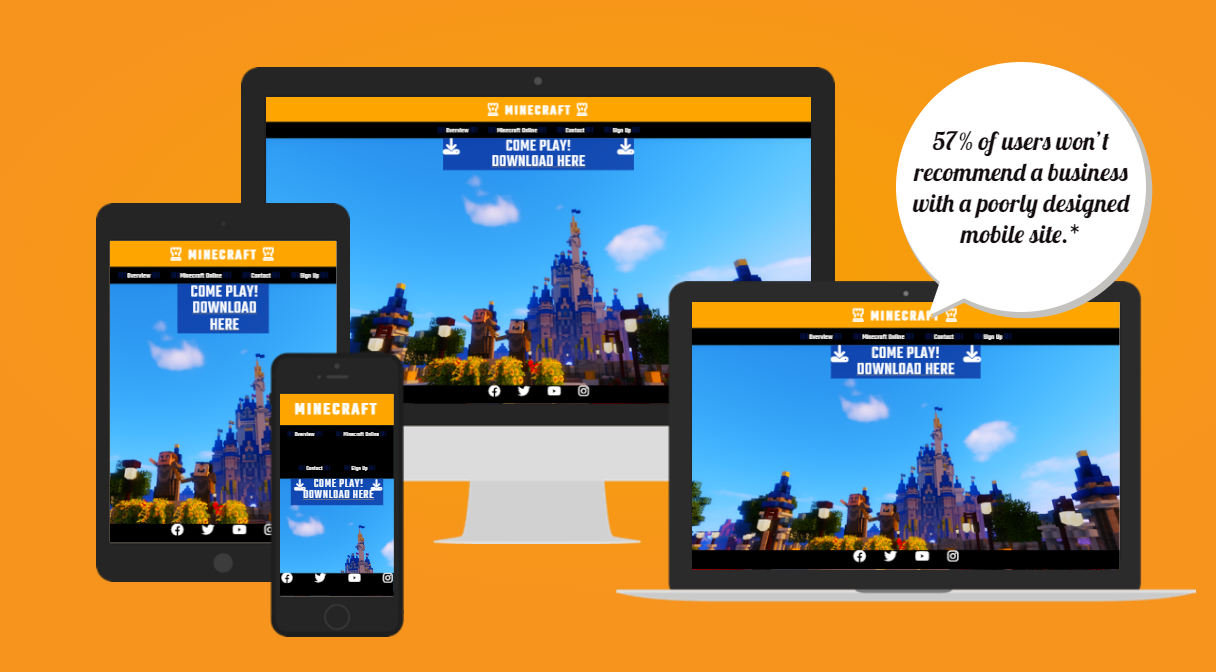 MINECRAFT
Overview Minecraft Online Contact Sign Up
COME PLAY!
DOWNLOAD HERE
57% of users won't
recommend a business
with a poorly designed
mobile site.*
MINECRAFT
Overview Minecraft Online Contact Sign Up
COME PLAY!
DOWNLOAD
HERE
MINECRAFT
Overview Minecraft Online
Contact Sign Up
COME PLAY!
DOWNLOAD HERE
MINECRAFT
Overview Minecraft Online Contact Sign Up
COME PLAY!
DOWNLOAD HERE